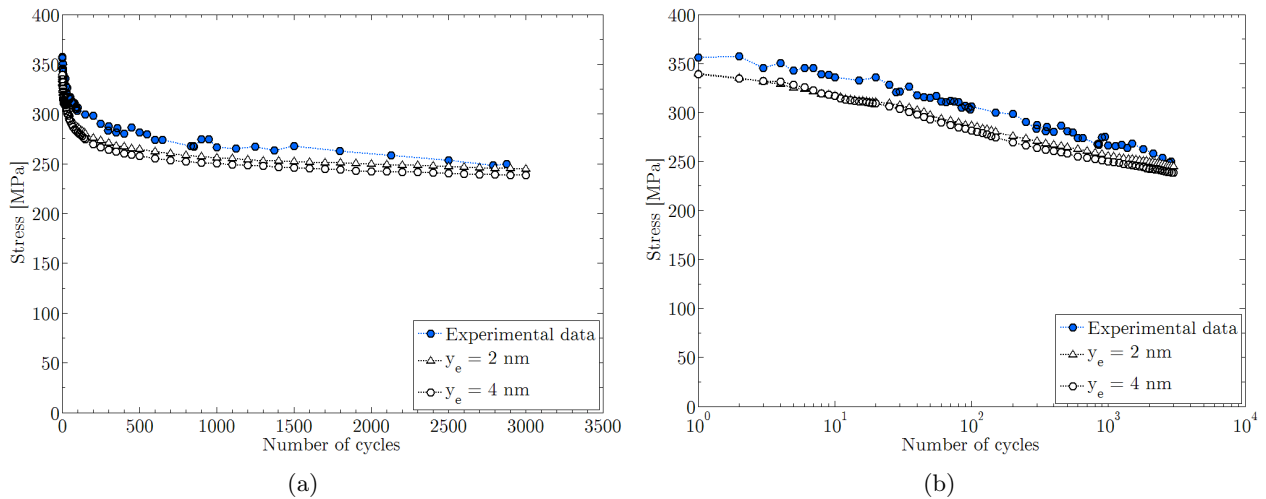 400
350
300
250
200
150
100
50
0
Stress [MPa]
0 500 1000 1500 2000 2500 3000 3500
Number of cycles
Experimental data
y_e = 2 nm
y_e = 4 nm
(a)
400
350
300
250
200
150
100
50
0
Stress [MPa]
10^0 10^1 10^2 10^3 10^4
Number of cycles
Experimental data
y_e = 2 nm
y_e = 4 nm
(b)